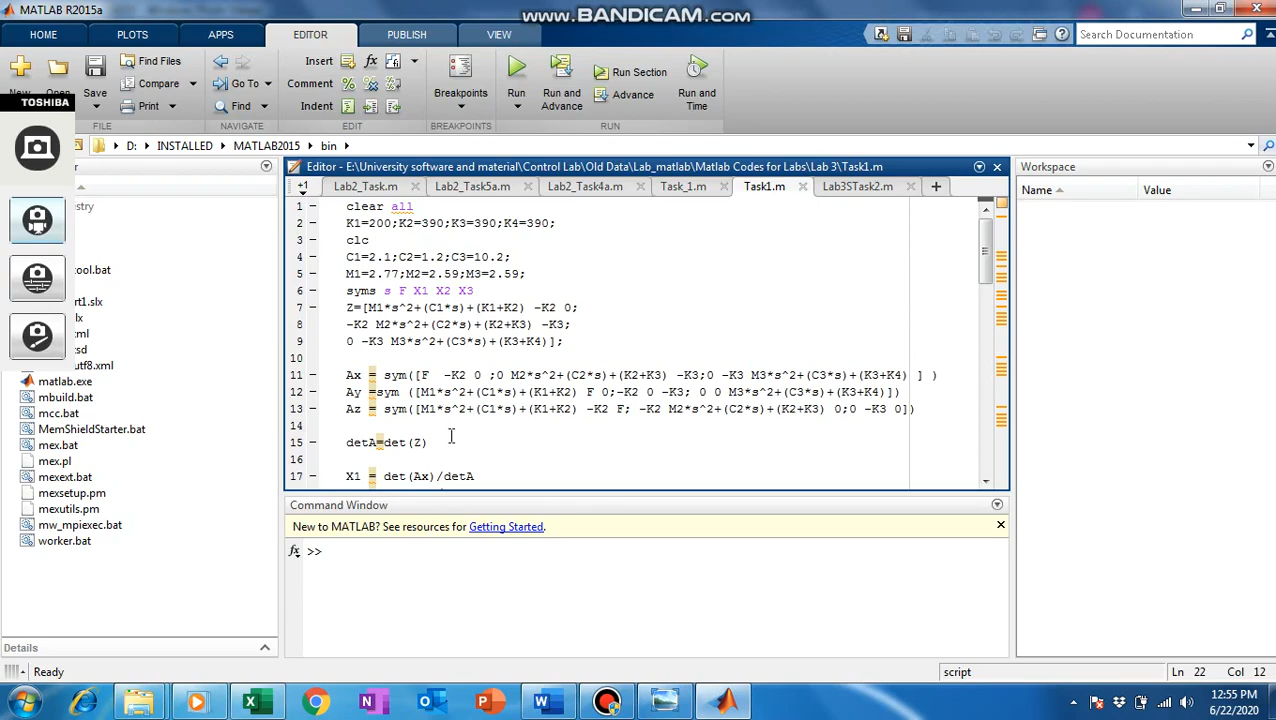 MATLAB R2015a
www.BANDICAM.com
HOME PLOTS APPS EDITOR PUBLISH VIEW
Search Documentation
New Open Save
Find Files
Compare
Print
Go To
Find
Insert fx
Comment
Indent
Breakpoints
Run
Run and Advance
Run Section
Advance
Run and Time
FILE NAVIGATE EDIT BREAKPOINTS RUN
TOSHIBA
D: INSTALLED MATLAB2015 bin
Editor - E:\University software and material\Control Lab\Old Data\Lab_matlab\Matlab Codes for Labs\Lab 3\Task1.m
+1 Lab2_Task.m Lab2_Task5a.m Lab2_Task4a.m Task_1.m Task1.m Lab3STask2.m
1 clear all
2 K1=200;K2=390;K3=390;K4=390;
3 clc
4 C1=2.1;C2=1.2;C3=10.2;
5 M1=2.77;M2=2.59;M3=2.59;
6 syms s F X1 X2 X3
7 Z=[M1*s^2+(C1*s)+(K1+K2) -K2 0;
8 -K2 M2*s^2+(C2*s)+(K2+K3) -K3;
9 0 -K3 M3*s^2+(C3*s)+(K3+K4)];
10
11 Ax = sym([F -K2 0 ;0 M2*s^2+(C2*s)+(K2+K3) -K3;0 -K3 M3*s^2+(C3*s)+(K3+K4) ] )
12 Ay =sym ([M1*s^2+(C1*s)+(K1+K2) F 0;-K2 0 -K3; 0 0 M3*s^2+(C3*s)+(K3+K4)])
13 Az = sym([M1*s^2+(C1*s)+(K1+K2) -K2 F; -K2 M2*s^2+(C2*s)+(K2+K3) 0;0 -K3 0])
14
15 detA=det(Z)
16
17 X1 = det(Ax)/detA
Command Window
New to MATLAB? See resources for Getting Started.
fx >>
Workspace
Name Value
stry
ool.bat
art1.slx
ml
sd
utf8.xml
matlab.exe
mbuild.bat
mcc.bat
MemShieldStarter.bat
mex.bat
mex.pl
mexext.bat
mexsetup.pm
mexutils.pm
mw_mpiexec.bat
worker.bat
Details
Ready
script
Ln 22 Col 12
12:55 PM
6/22/2020